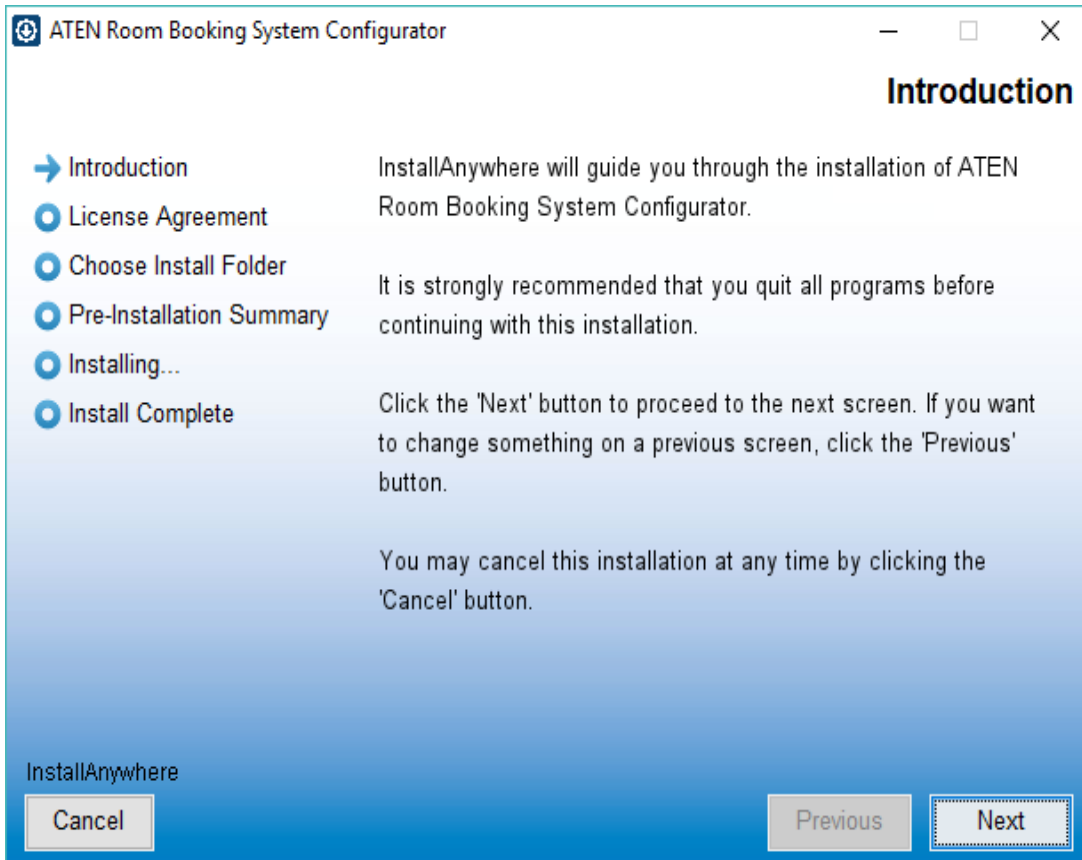 ATEN Room Booking System Configurator
Introduction
Introduction
License Agreement
Choose Install Folder
Pre-Installation Summary
Installing...
Install Complete
InstallAnywhere will guide you through the installation of ATEN
Room Booking System Configurator.
It is strongly recommended that you quit all programs before
continuing with this installation.
Click the 'Next' button to proceed to the next screen. If you want
to change something on a previous screen, click the 'Previous'
button.
You may cancel this installation at any time by clicking the
'Cancel' button.
InstallAnywhere
Cancel
Previous
Next